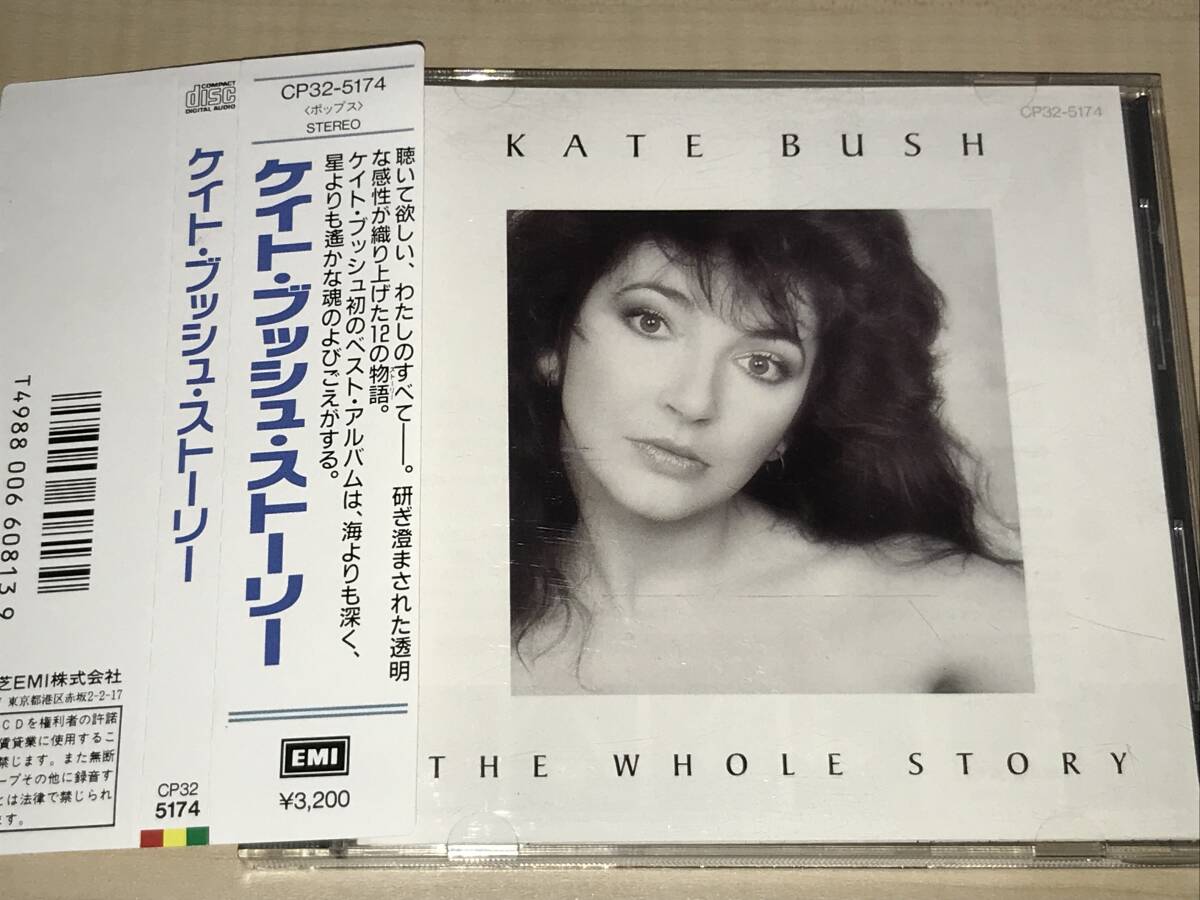 T4988 006 60813 9
芝EMI株式会社
東京都港区赤坂2-2-17
CDを権利者の許諾
賃貸業に使用するこ
禁じます。また無断
ープその他に録音す
とは法律で禁じられ
ます。
COMPACT
disc
DIGITAL AUDIO
ケイト・ブッシュ・ストーリー
CP32
5174
CP32-5174
〈ポップス〉
STEREO
ケイト・ブッシュ・ストーリー
聴いて欲しい、わたしのすべて──。研ぎ澄まされた透明
な感性が織り上げた12の物語。
ケイト・ブッシュ初のベスト・アルバムは、海よりも深く、
星よりも遙かな魂のよびごえがする。
EMI
¥3,200
CP32-5174
KATE BUSH
THE WHOLE STORY